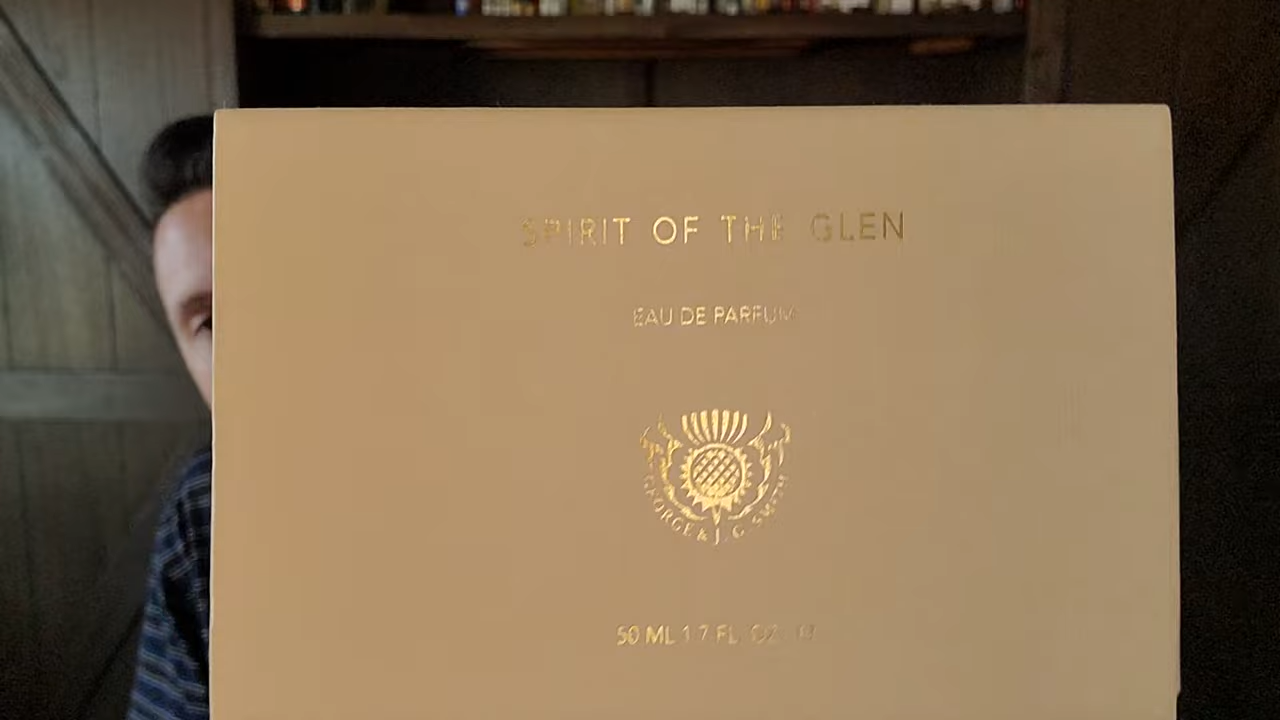 SPIRIT OF THE GLEN
EAU DE PARFUM
GEORGE & J. G. SMITH
50 ML 1.7 FL. OZ.